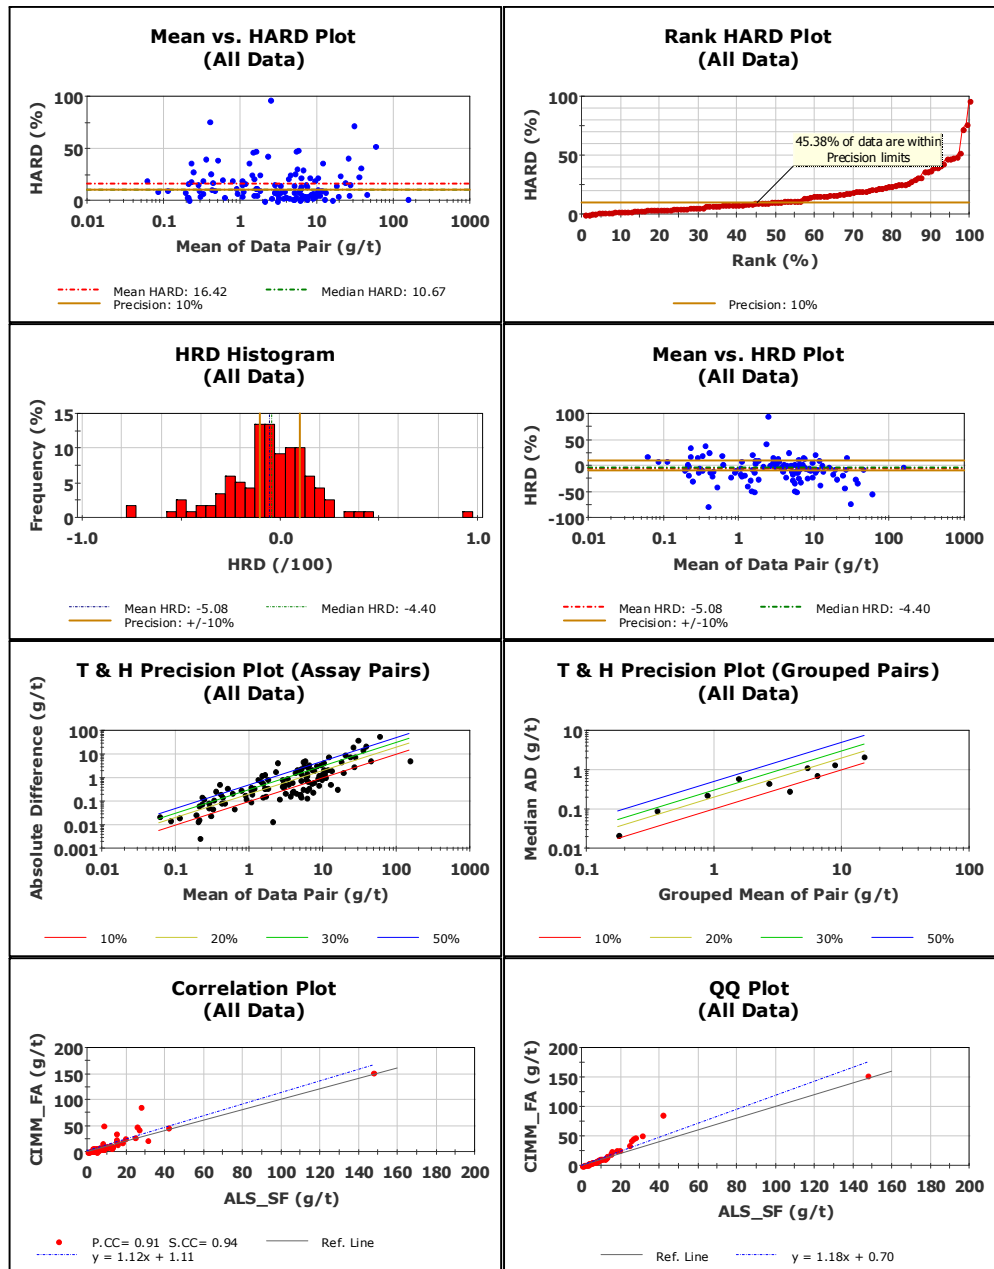 Mean vs. HARD Plot
(All Data)
HARD (%)
100
50
0
0.01 0.1 1 10 100 1000
Mean of Data Pair (g/t)
Mean HARD: 16.42 Median HARD: 10.67
Precision: 10%
Rank HARD Plot
(All Data)
HARD (%)
100
50
0
45.38% of data are within
Precision limits
0 10 20 30 40 50 60 70 80 90 100
Rank (%)
Precision: 10%
HRD Histogram
(All Data)
Frequency (%)
15
10
5
0
-1.0 0.0 1.0
HRD (/100)
Mean HRD: -5.08 Median HRD: -4.40
Precision: +/-10%
Mean vs. HRD Plot
(All Data)
HRD (%)
100
50
0
-50
-100
0.01 0.1 1 10 100 1000
Mean of Data Pair (g/t)
Mean HRD: -5.08 Median HRD: -4.40
Precision: +/-10%
T & H Precision Plot (Assay Pairs)
(All Data)
Absolute Difference (g/t)
100
10
1
0.1
0.01
0.001
0.01 0.1 1 10 100 1000
Mean of Data Pair (g/t)
10% 20% 30% 50%
T & H Precision Plot (Grouped Pairs)
(All Data)
Median AD (g/t)
10
1
0.1
0.01
0.1 1 10 100
Grouped Mean of Pair (g/t)
10% 20% 30% 50%
Correlation Plot
(All Data)
CIMM_FA (g/t)
200
150
100
50
0
0 20 40 60 80 100 120 140 160 180 200
ALS_SF (g/t)
P.CC= 0.91 S.CC= 0.94 Ref. Line
y = 1.12x + 1.11
QQ Plot
(All Data)
CIMM_FA (g/t)
200
150
100
50
0
0 20 40 60 80 100 120 140 160 180 200
ALS_SF (g/t)
Ref. Line y = 1.18x + 0.70